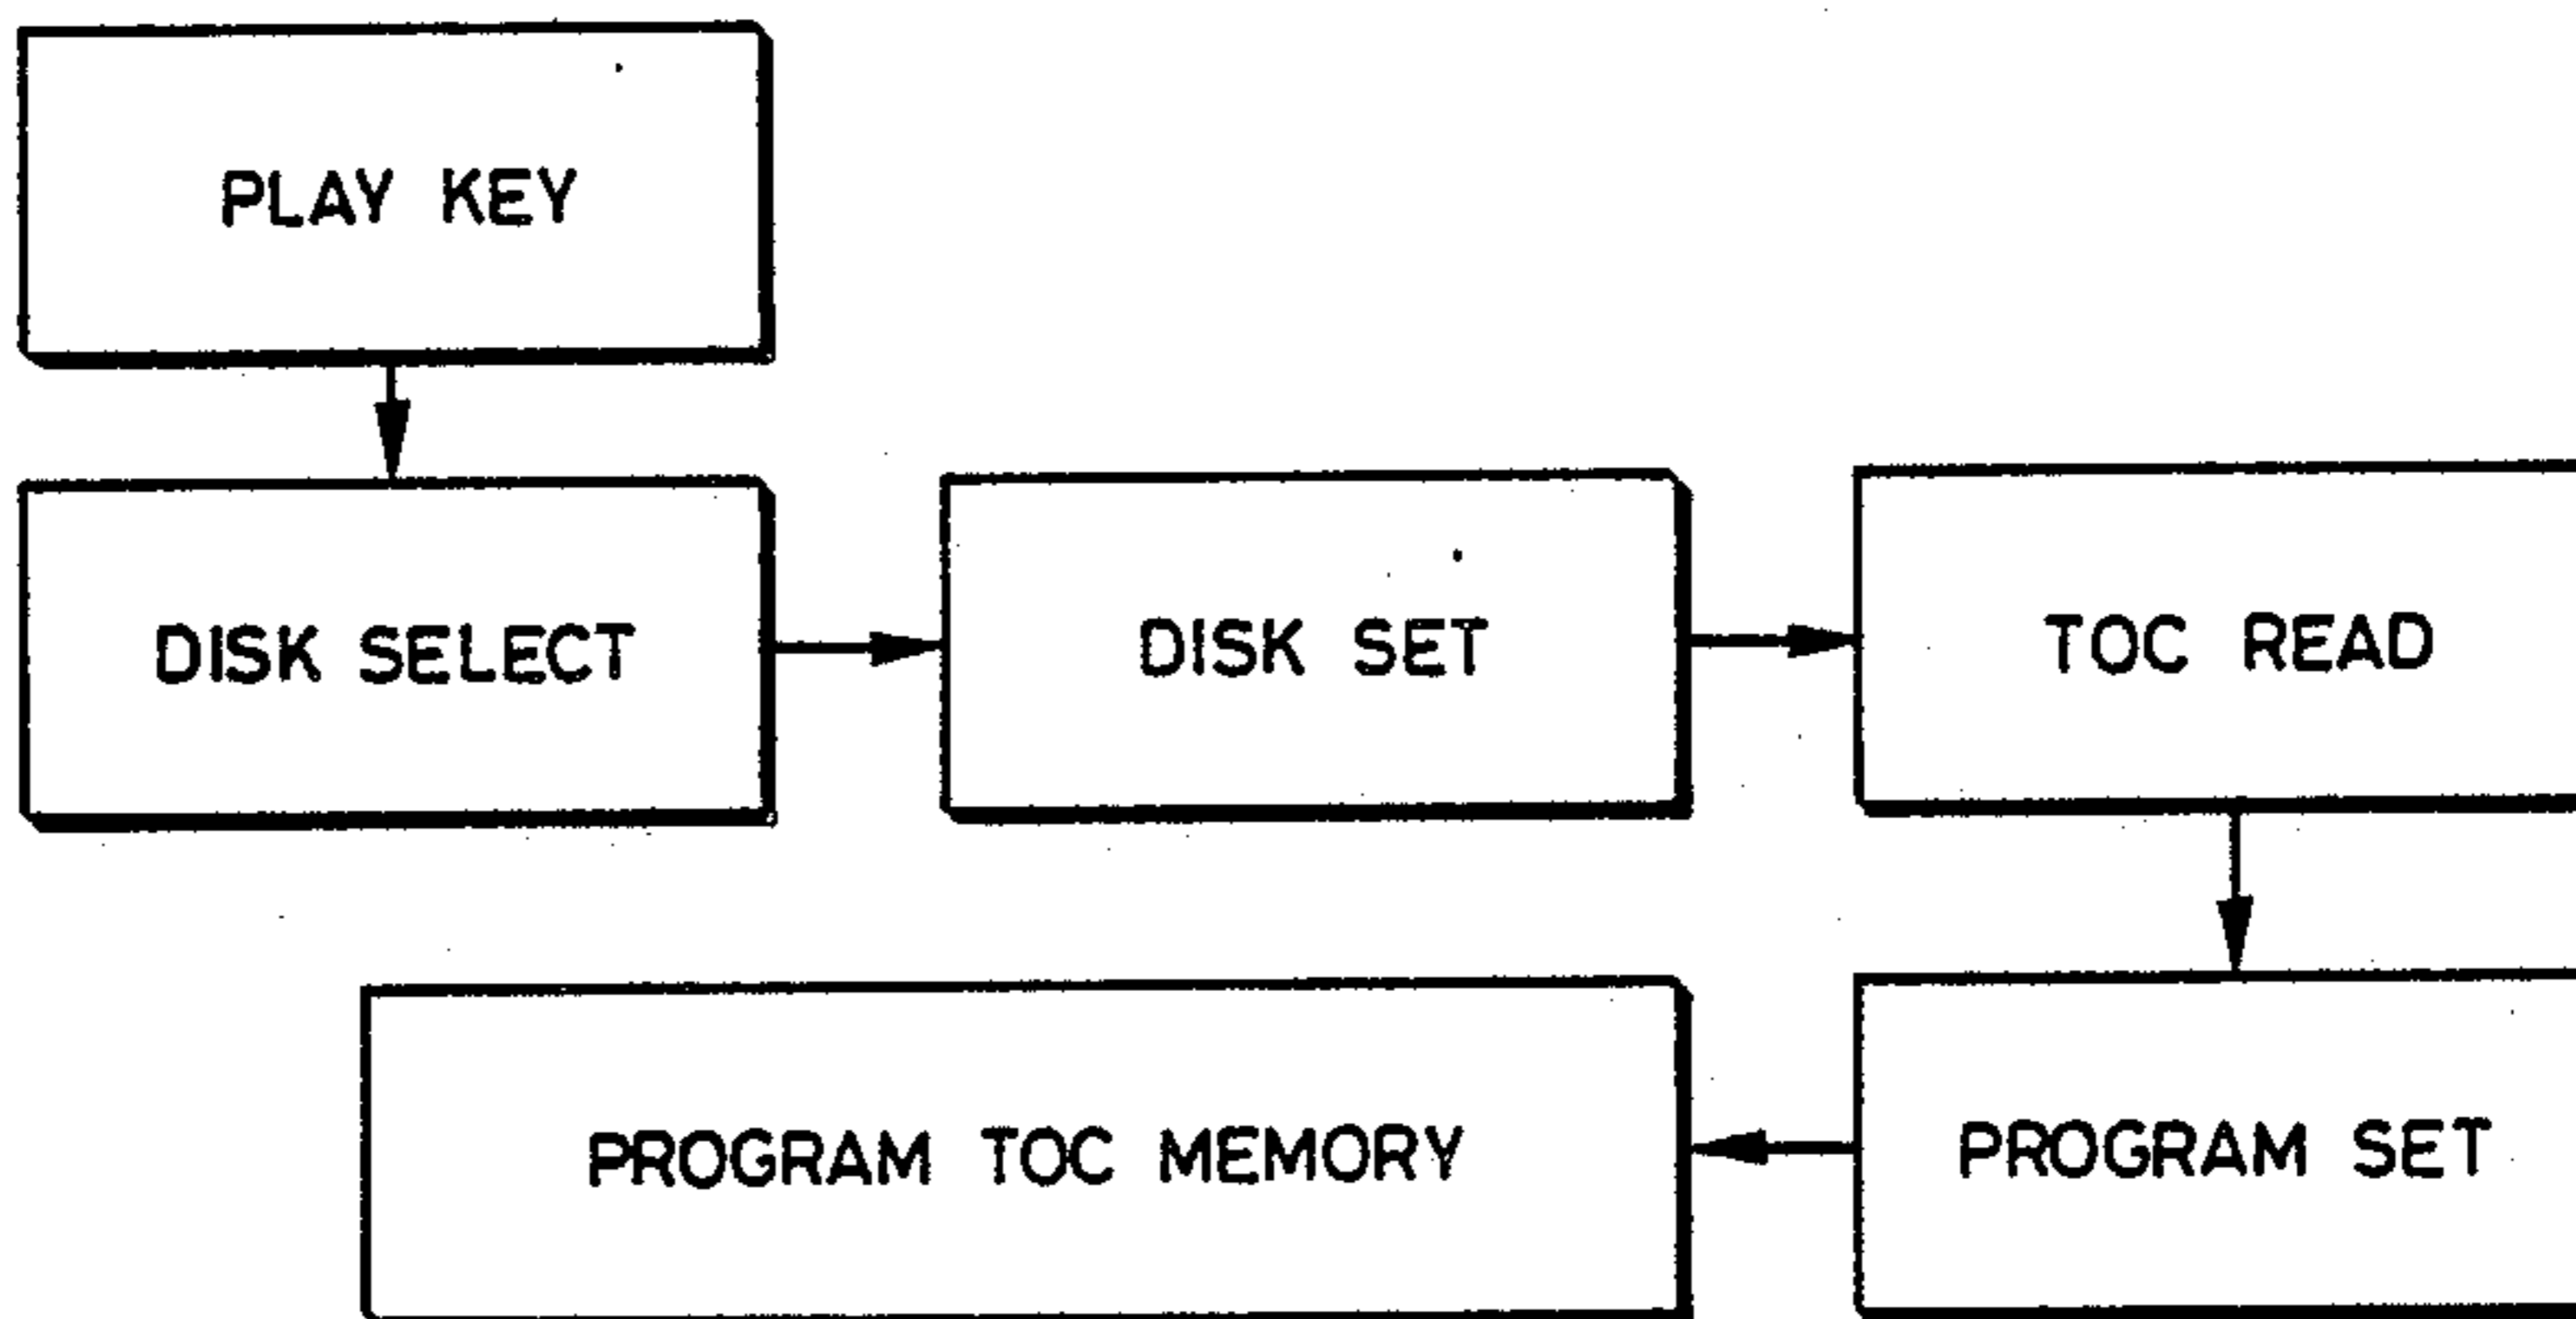 PLAY KEY
DISK SELECT
DISK SET
TOC READ
PROGRAM SET
PROGRAM TOC MEMORY